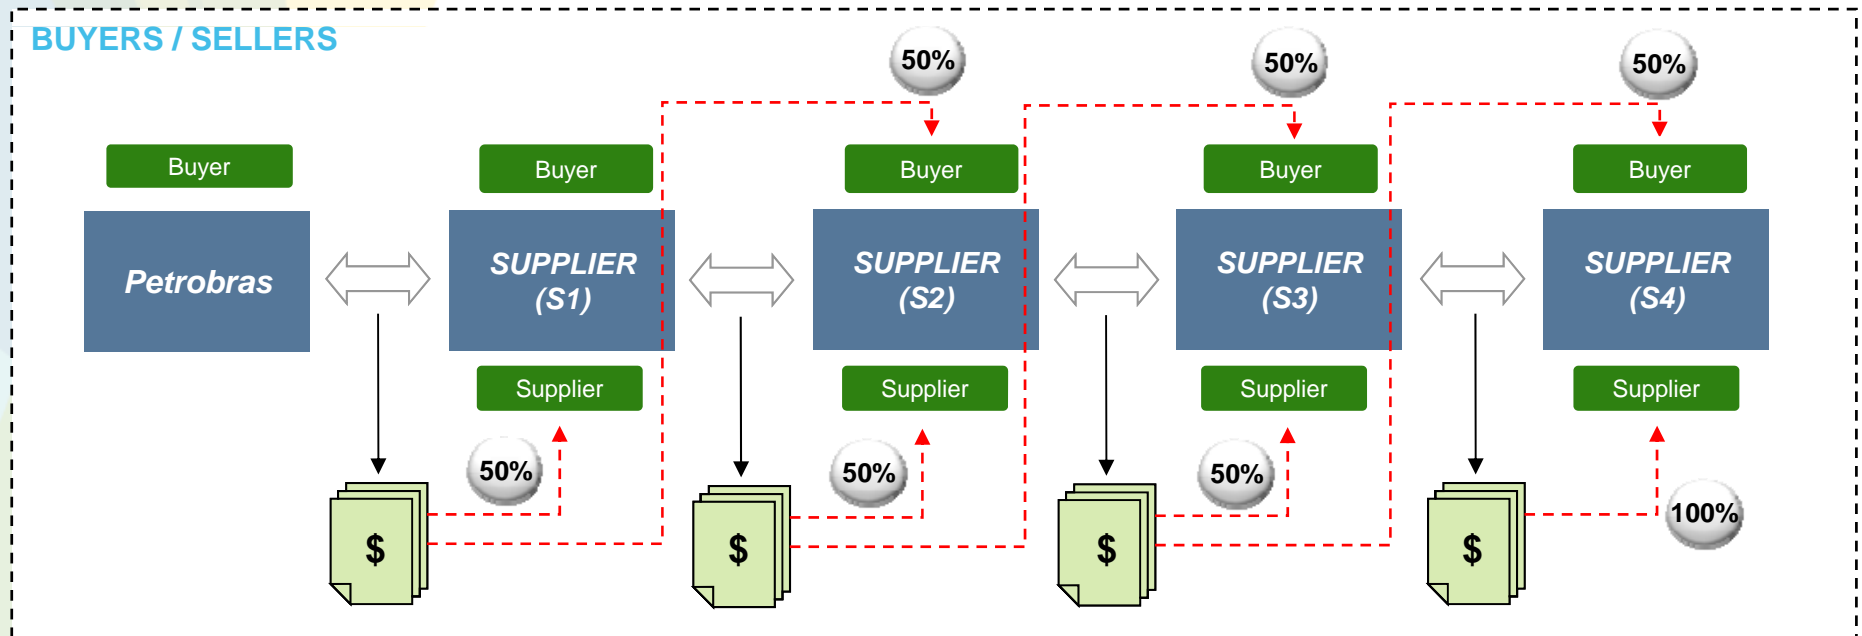 BUYERS / SELLERS
50%
50%
50%
Buyer
Buyer
Buyer
Buyer
Buyer
Petrobras
SUPPLIER
(S1)
SUPPLIER
(S2)
SUPPLIER
(S3)
SUPPLIER
(S4)
Supplier
Supplier
Supplier
Supplier
50%
50%
50%
100%
$
$
$
$